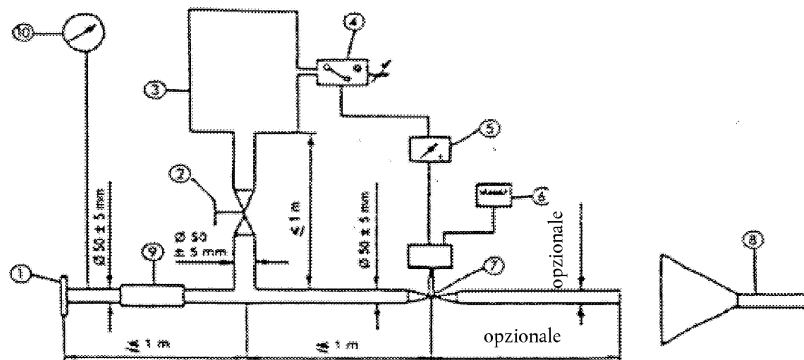 10
4
3
5
2
6
≤ 1 m
Ø 50 ± 5 mm
Ø 50
± 5 mm
Ø 50 ± 5 mm
opzionale
9
7
8
1
≤ 1 m
≤ 1 m
opzionale